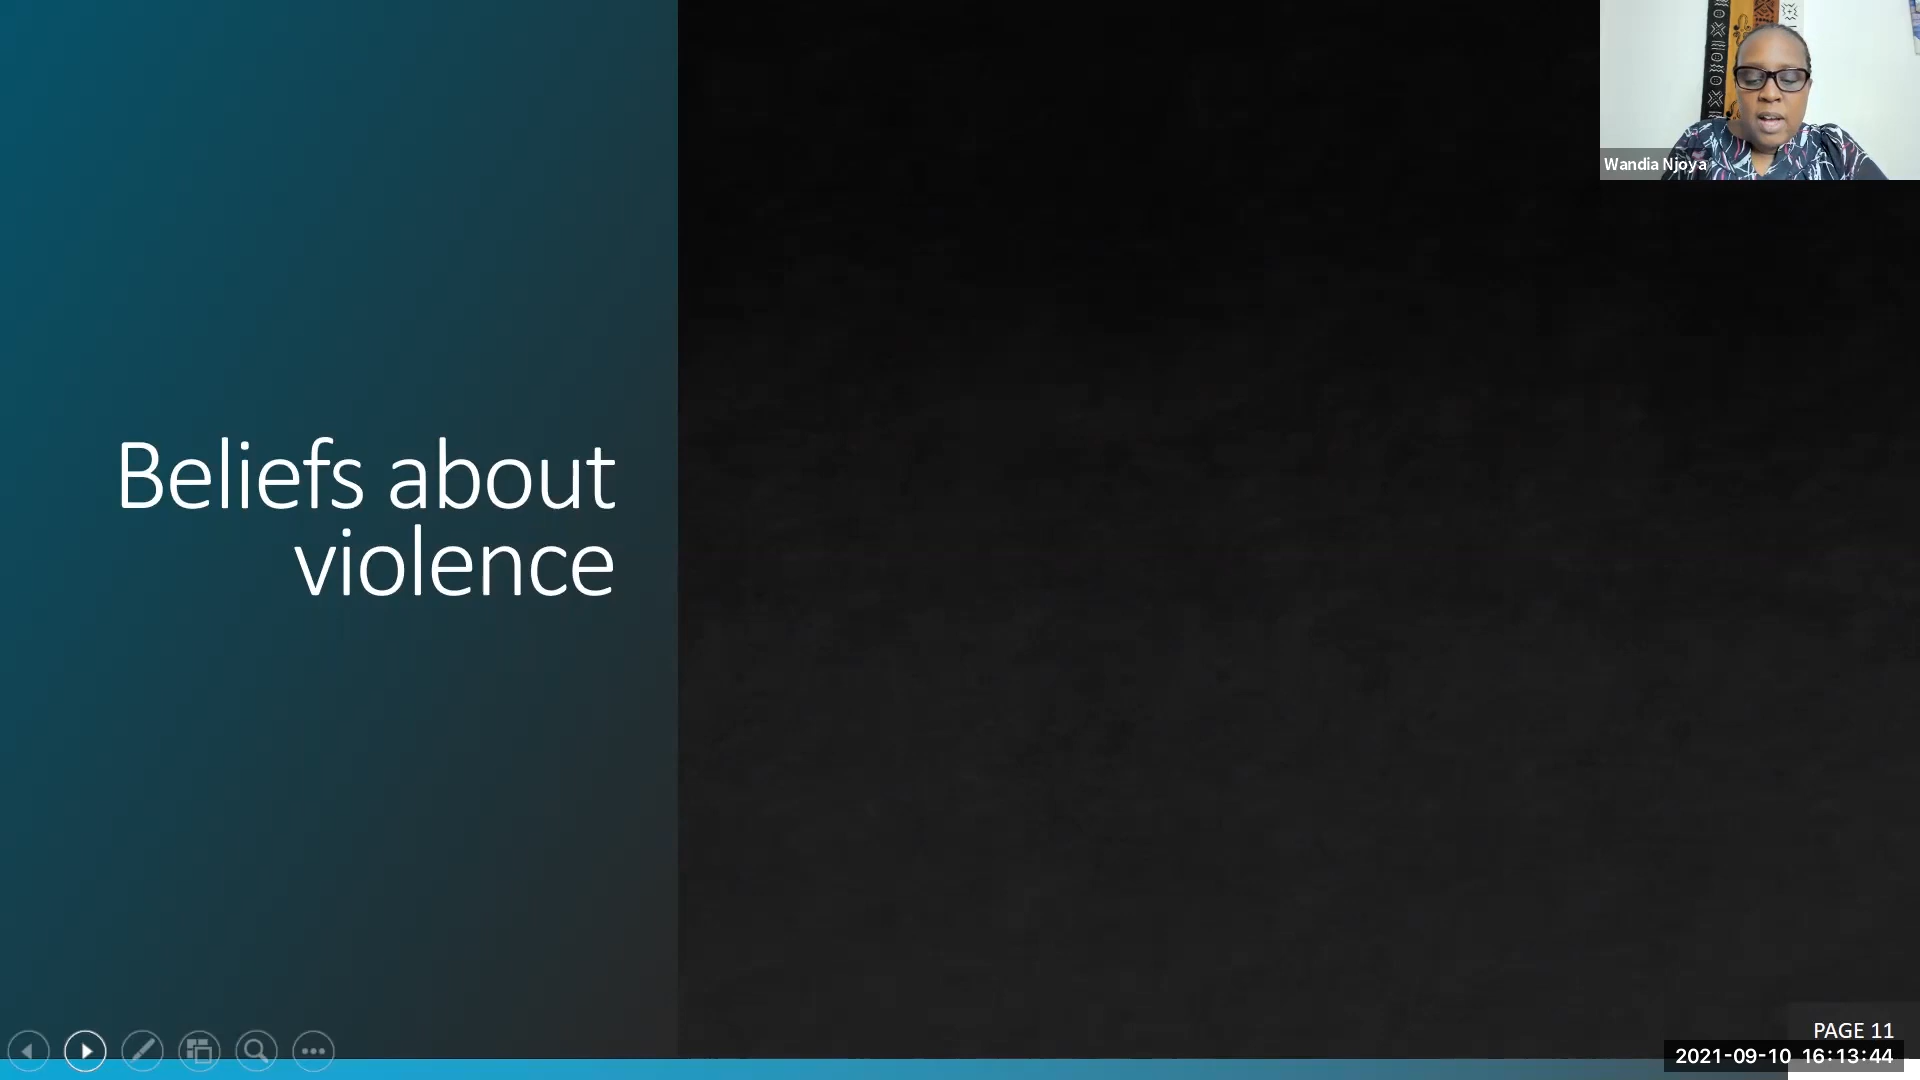 Beliefs about
violence
Wandia Njoya
PAGE 11
2021-09-10 16:13:44